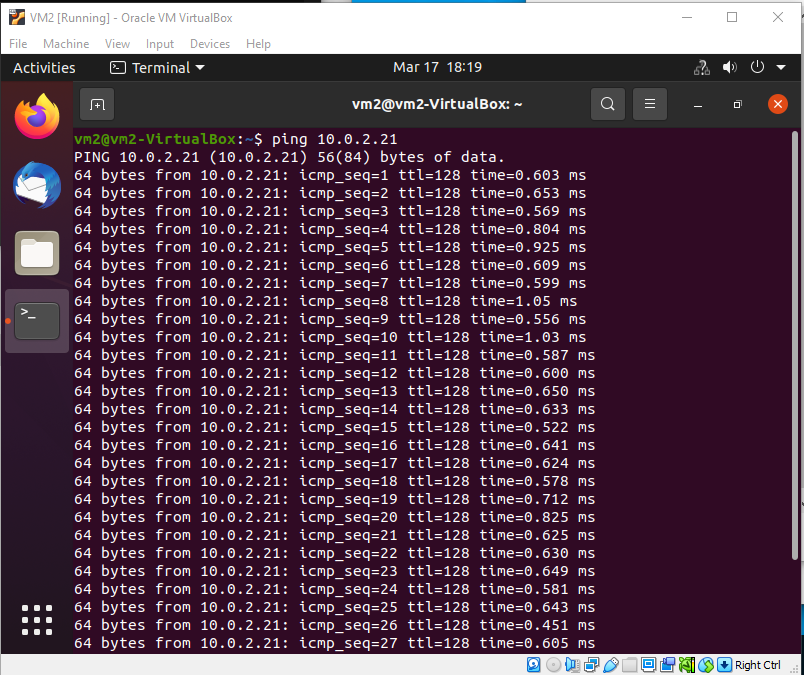 VM2 [Running] - Oracle VM VirtualBox
File Machine View Input Devices Help
Activities Terminal Mar 17 18:19
vm2@vm2-VirtualBox: ~
vm2@vm2-VirtualBox:~$ ping 10.0.2.21
PING 10.0.2.21 (10.0.2.21) 56(84) bytes of data.
64 bytes from 10.0.2.21: icmp_seq=1 ttl=128 time=0.603 ms
64 bytes from 10.0.2.21: icmp_seq=2 ttl=128 time=0.653 ms
64 bytes from 10.0.2.21: icmp_seq=3 ttl=128 time=0.569 ms
64 bytes from 10.0.2.21: icmp_seq=4 ttl=128 time=0.804 ms
64 bytes from 10.0.2.21: icmp_seq=5 ttl=128 time=0.925 ms
64 bytes from 10.0.2.21: icmp_seq=6 ttl=128 time=0.609 ms
64 bytes from 10.0.2.21: icmp_seq=7 ttl=128 time=0.599 ms
64 bytes from 10.0.2.21: icmp_seq=8 ttl=128 time=1.05 ms
64 bytes from 10.0.2.21: icmp_seq=9 ttl=128 time=0.556 ms
64 bytes from 10.0.2.21: icmp_seq=10 ttl=128 time=1.03 ms
64 bytes from 10.0.2.21: icmp_seq=11 ttl=128 time=0.587 ms
64 bytes from 10.0.2.21: icmp_seq=12 ttl=128 time=0.600 ms
64 bytes from 10.0.2.21: icmp_seq=13 ttl=128 time=0.650 ms
64 bytes from 10.0.2.21: icmp_seq=14 ttl=128 time=0.633 ms
64 bytes from 10.0.2.21: icmp_seq=15 ttl=128 time=0.522 ms
64 bytes from 10.0.2.21: icmp_seq=16 ttl=128 time=0.641 ms
64 bytes from 10.0.2.21: icmp_seq=17 ttl=128 time=0.624 ms
64 bytes from 10.0.2.21: icmp_seq=18 ttl=128 time=0.578 ms
64 bytes from 10.0.2.21: icmp_seq=19 ttl=128 time=0.712 ms
64 bytes from 10.0.2.21: icmp_seq=20 ttl=128 time=0.825 ms
64 bytes from 10.0.2.21: icmp_seq=21 ttl=128 time=0.625 ms
64 bytes from 10.0.2.21: icmp_seq=22 ttl=128 time=0.630 ms
64 bytes from 10.0.2.21: icmp_seq=23 ttl=128 time=0.649 ms
64 bytes from 10.0.2.21: icmp_seq=24 ttl=128 time=0.581 ms
64 bytes from 10.0.2.21: icmp_seq=25 ttl=128 time=0.643 ms
64 bytes from 10.0.2.21: icmp_seq=26 ttl=128 time=0.451 ms
64 bytes from 10.0.2.21: icmp_seq=27 ttl=128 time=0.605 ms
Right Ctrl